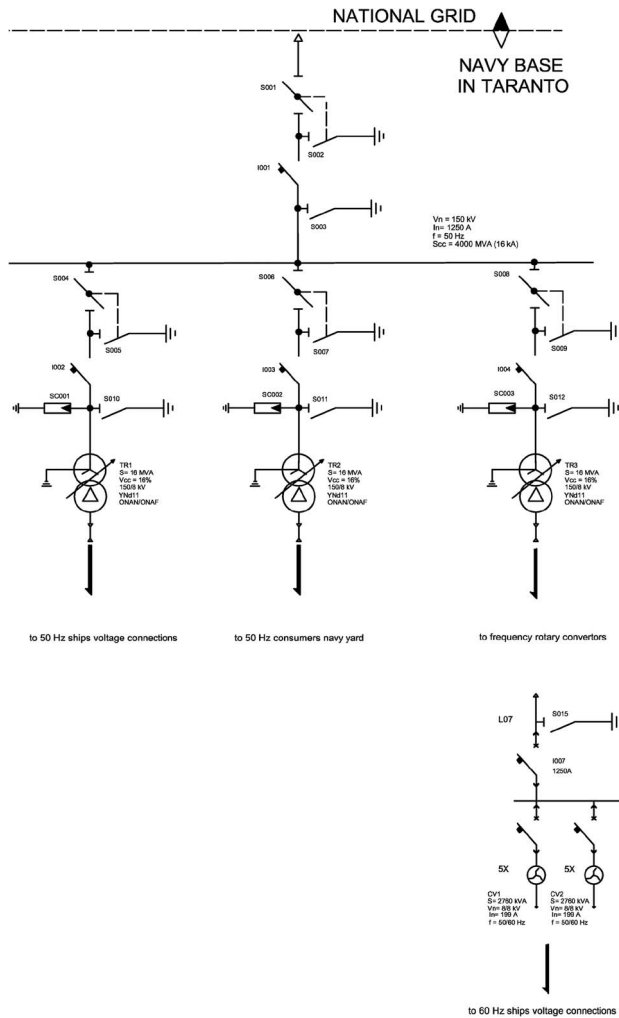 NATIONAL GRID
NAVY BASE
IN TARANTO
S001
S002
I001
S003
Vn = 150 kV
In= 1250 A
f = 50 Hz
Scc = 4000 MVA (16 kA)
S004
S005
I002
SC001
S010
TR1
S= 16 MVA
Vcc = 16%
150/8 kV
YNd11
ONAN/ONAF
to 50 Hz ships voltage connections
S006
S007
I003
SC002
S011
TR2
S= 16 MVA
Vcc = 16%
150/8 kV
YNd11
ONAN/ONAF
to 50 Hz consumers navy yard
S008
S009
I004
SC003
S012
TR3
S= 16 MVA
Vcc = 16%
150/8 kV
YNd11
ONAN/ONAF
to frequency rotary convertors
L07
S015
I007
1250A
5X
5X
CV1
S= 2760 kVA
Vn= 8/8 kV
In= 199 A
f = 50/60 Hz
CV2
S= 2760 kVA
Vn= 8/8 kV
In= 199 A
f = 50/60 Hz
to 60 Hz ships voltage connections